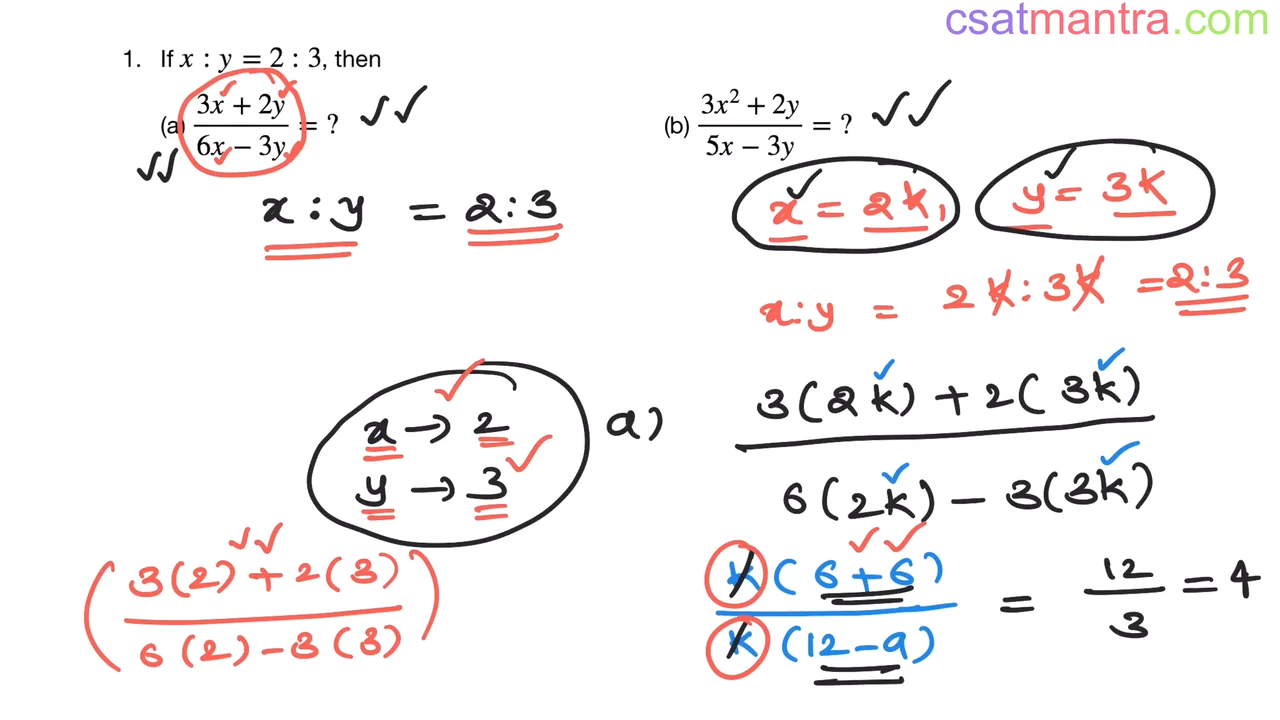 csatmantra.com
1. If x : y = 2 : 3, then
(a) (3x + 2y)/(6x − 3y) = ?
(b) (3x² + 2y)/(5x − 3y) = ?
x : y = 2 : 3
x = 2k, y = 3k
x:y = 2k : 3k = 2:3
x → 2
y → 3
a) (3(2k) + 2(3k))/(6(2k) − 3(3k))
(3(2) + 2(3))/(6(2) − 3(3))
k(6+6)/k(12−9) = 12/3 = 4